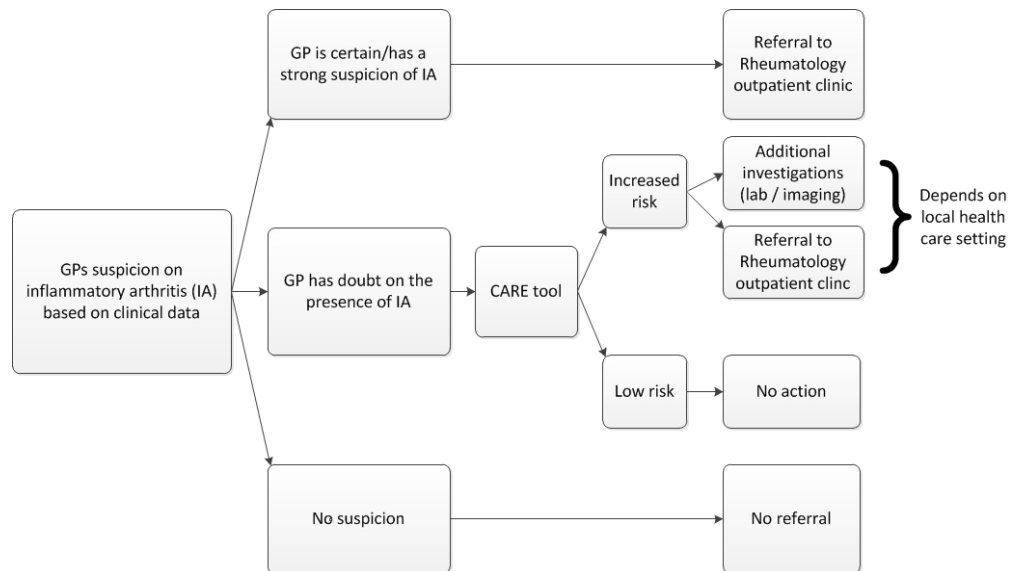 GP is certain/has a
strong suspicion of IA
Referral to
Rheumatology
outpatient clinic
Additional
investigations
(lab / imaging)
Increased
risk
Depends on
local health
care setting
GPs suspicion on
inflammatory arthritis (IA)
based on clinical data
GP has doubt on the
presence of IA
CARE tool
Referral to
Rheumatology
outpatient clinc
Low risk
No action
No suspicion
No referral